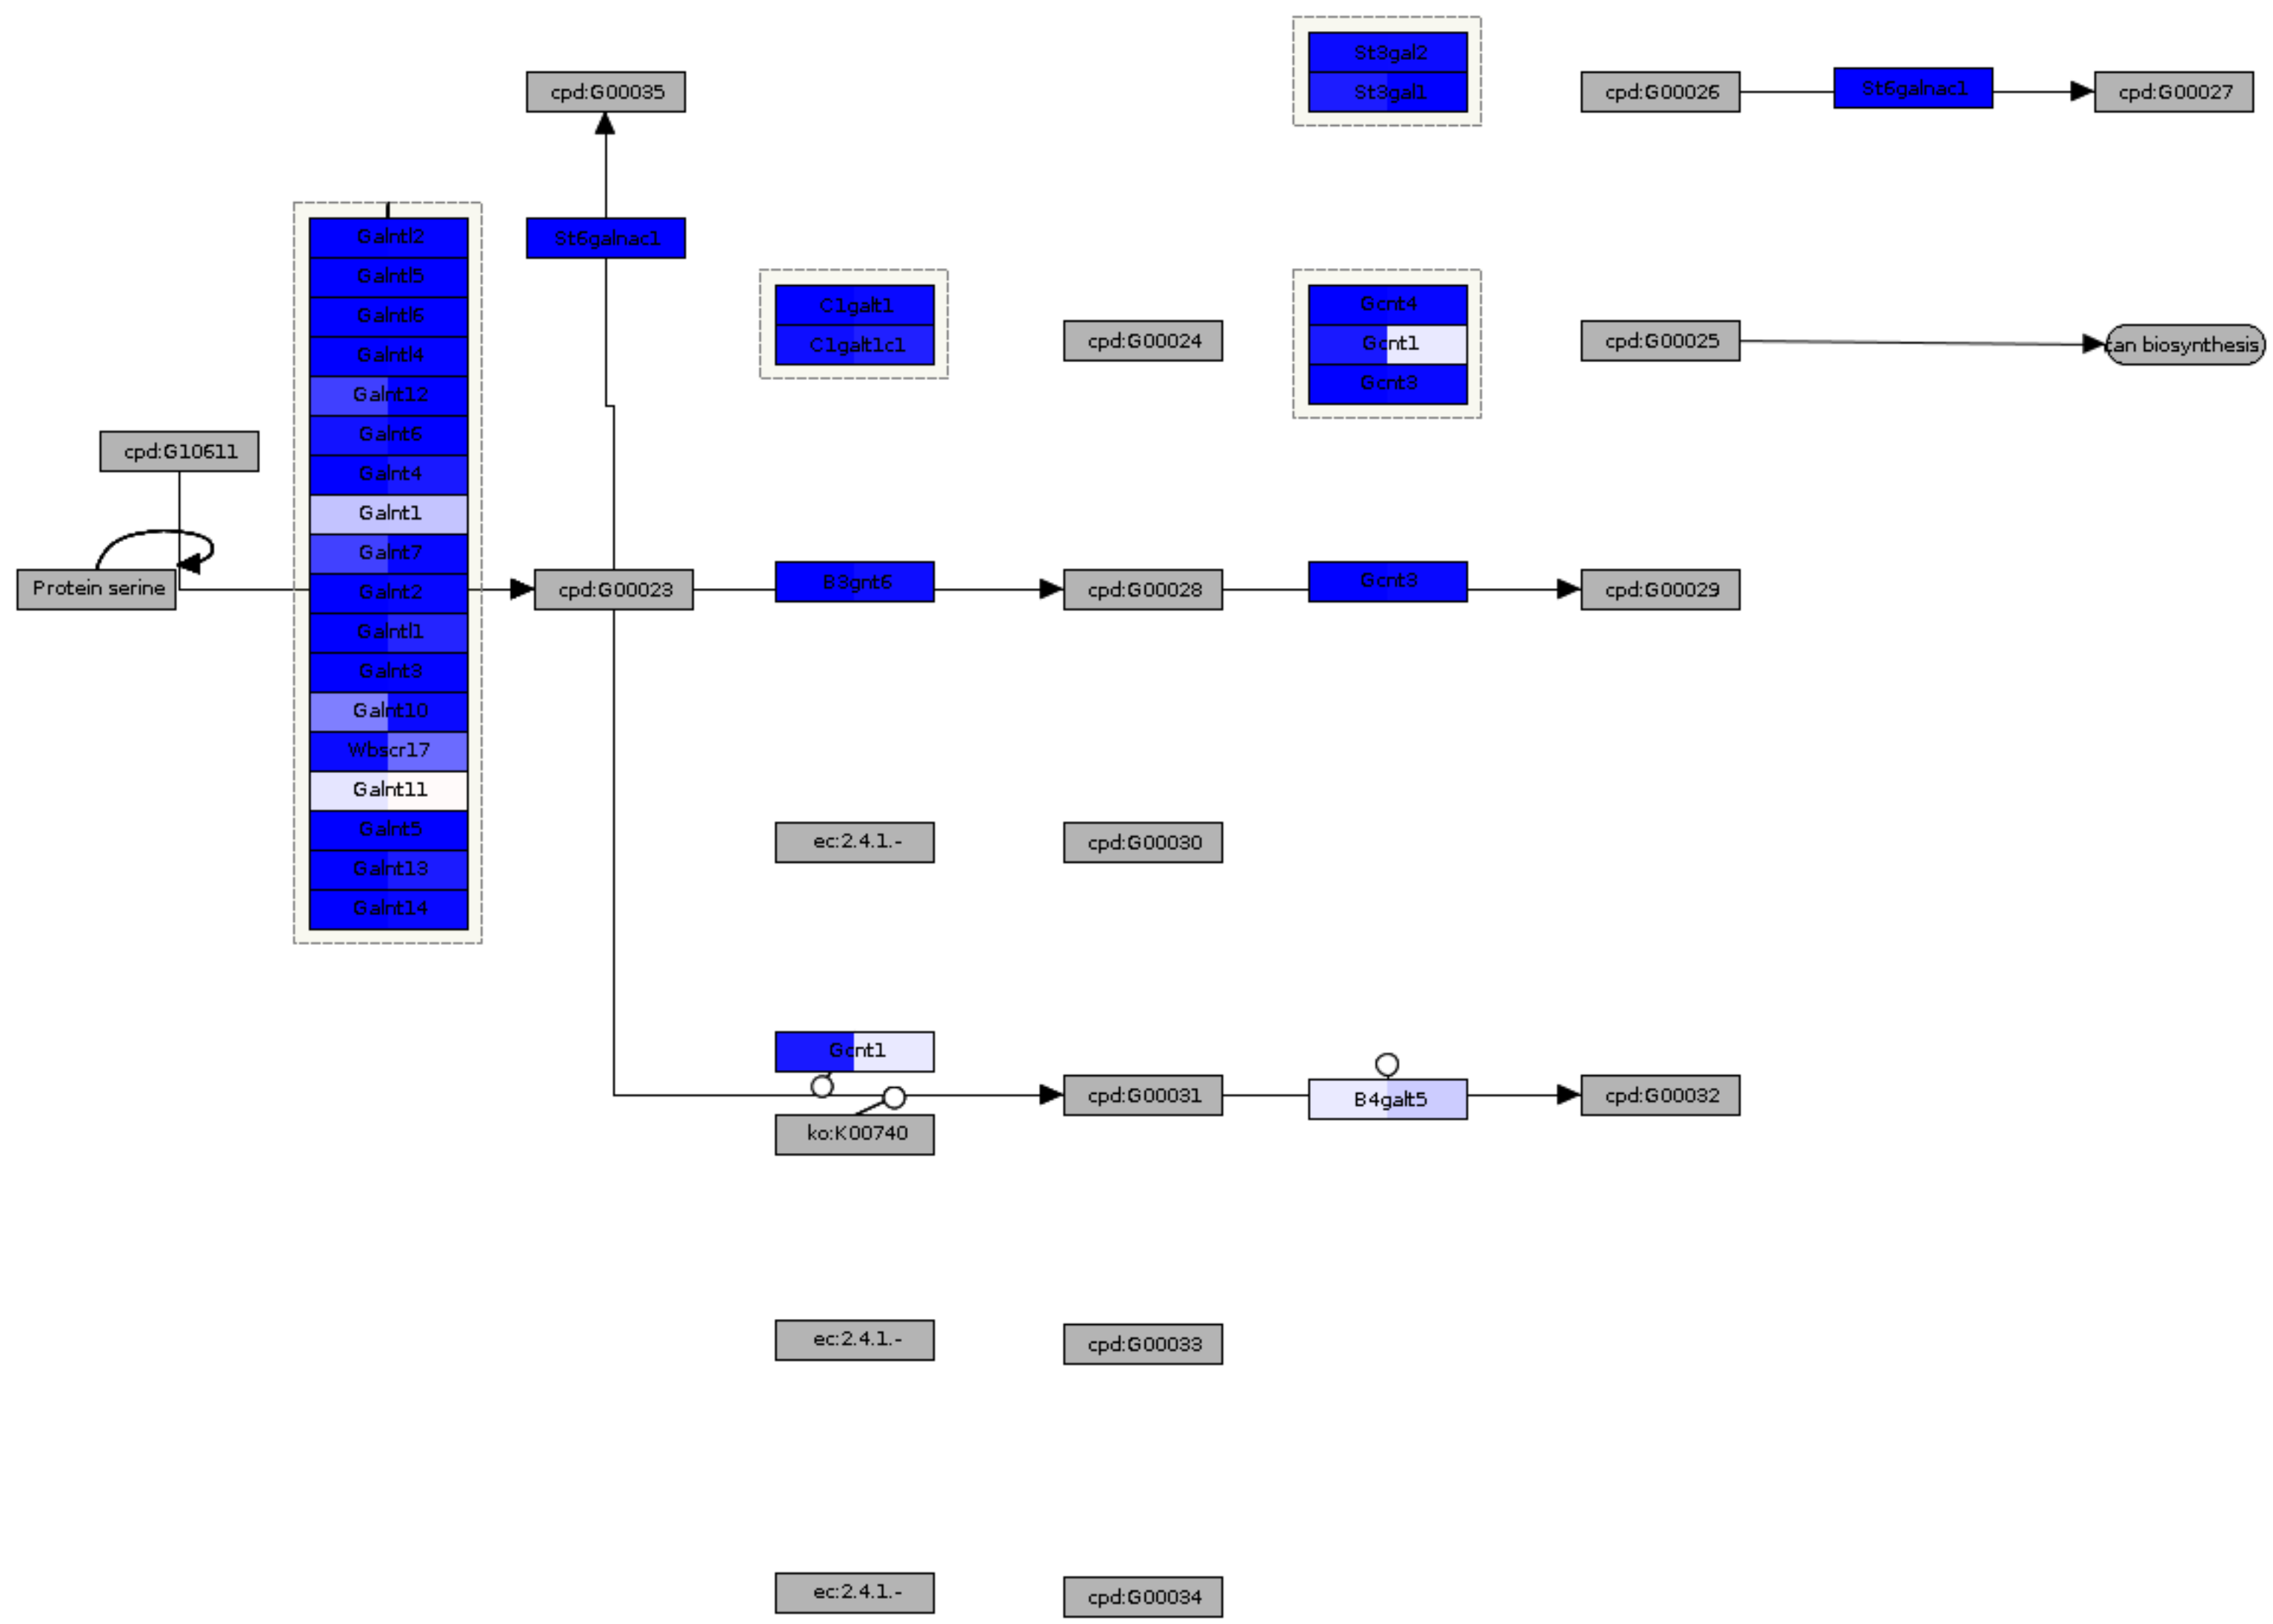 St3gal2
St3gal1
cpd:G00035
cpd:G00026
St6galnac1
cpd:G00027
Galntl2
Galntl5
Galntl6
Galntl4
Galnt12
Galnt6
Galnt4
Galnt1
Galnt7
Galnt2
Galntl1
Galnt3
Galnt10
Wbscr17
Galnt11
Galnt5
Galnt13
Galnt14
St6galnac1
C1galt1
C1galt1c1
cpd:G00024
Gcnt4
Gcnt1
Gcnt3
cpd:G00025
can biosynthesis
cpd:G10611
Protein serine
cpd:G00023
B3gnt6
cpd:G00028
Gcnt3
cpd:G00029
ec:2.4.1.-
cpd:G00030
Gcnt1
ko:K00740
cpd:G00031
B4galt5
cpd:G00032
ec:2.4.1.-
cpd:G00033
ec:2.4.1.-
cpd:G00034